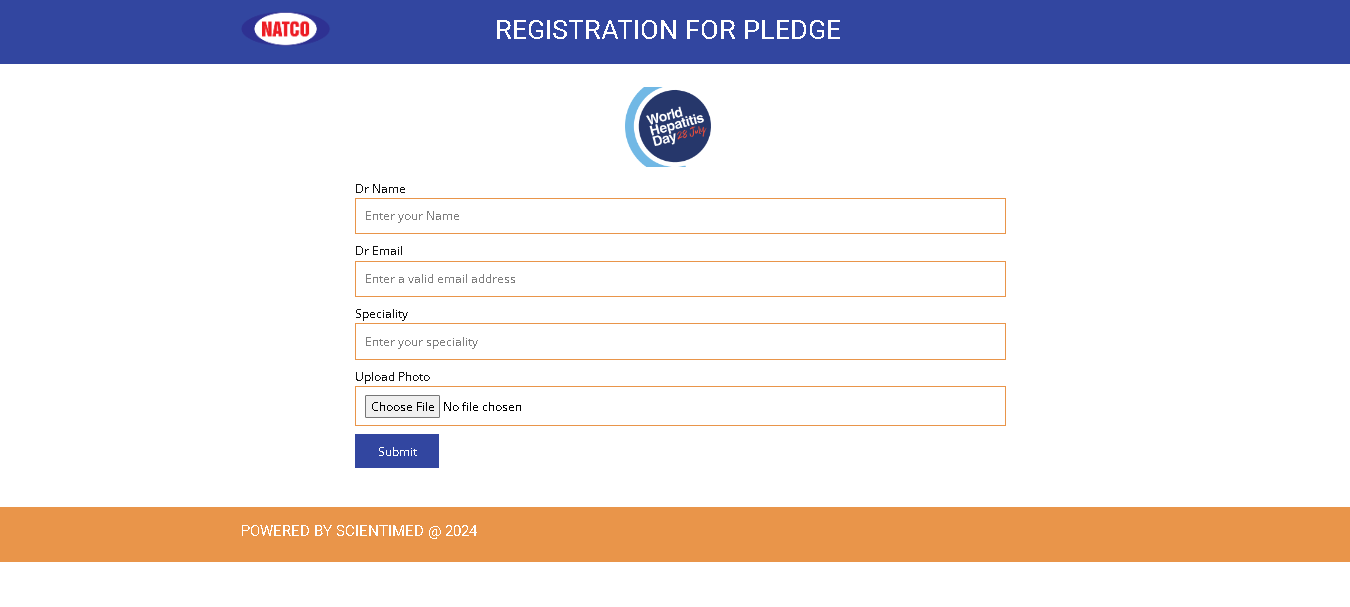 NATCO
REGISTRATION FOR PLEDGE
World
Hepatitis
Day 28 July
Dr Name
Enter your Name
Dr Email
Enter a valid email address
Speciality
Enter your speciality
Upload Photo
Choose File No file chosen
Submit
POWERED BY SCIENTIMED @ 2024